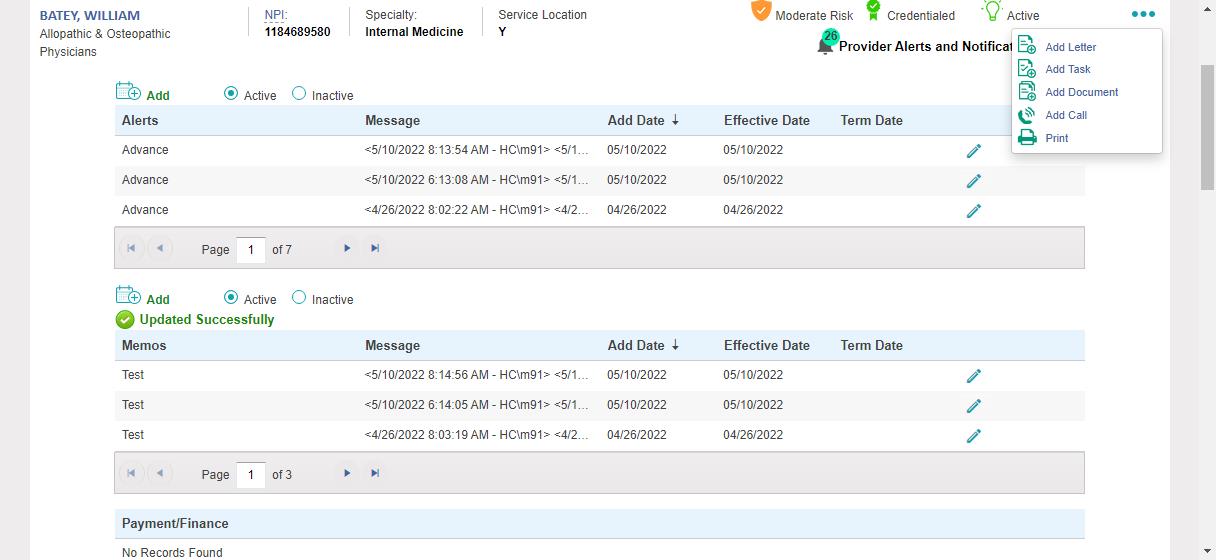 BATEY, WILLIAM
Allopathic & Osteopathic
Physicians
NPI:
1184689580
Specialty:
Internal Medicine
Service Location
Y
Moderate Risk
Credentialed
Active
26
Provider Alerts and Notificat
Add Letter
Add Task
Add Document
Add Call
Print
Add Active Inactive
Alerts Message Add Date ↓ Effective Date Term Date
Advance <5/10/2022 8:13:54 AM - HC\m91> <5/1... 05/10/2022 05/10/2022
Advance <5/10/2022 6:13:08 AM - HC\m91> <5/1... 05/10/2022 05/10/2022
Advance <4/26/2022 8:02:22 AM - HC\m91> <4/2... 04/26/2022 04/26/2022
Page 1 of 7
Add Active Inactive
Updated Successfully
Memos Message Add Date ↓ Effective Date Term Date
Test <5/10/2022 8:14:56 AM - HC\m91> <5/1... 05/10/2022 05/10/2022
Test <5/10/2022 6:14:05 AM - HC\m91> <5/1... 05/10/2022 05/10/2022
Test <4/26/2022 8:03:19 AM - HC\m91> <4/2... 04/26/2022 04/26/2022
Page 1 of 3
Payment/Finance
No Records Found